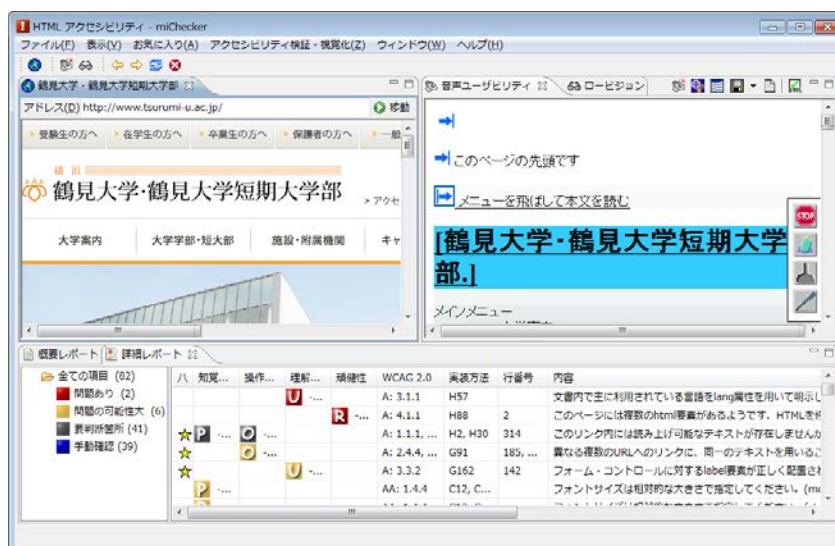 HTML アクセシビリティ - miChecker
ファイル(F) 表示(V) お気に入り(A) アクセシビリティ検証・視覚化(Z) ウィンドウ(W) ヘルプ(H)
鶴見大学・鶴見大学短期大学部
アドレス(D) http://www.tsurumi-u.ac.jp/ 移動
受験生の方へ 在学生の方へ 卒業生の方へ 保護者の方へ 一般
横浜
鶴見大学・鶴見大学短期大学部
> アクセ
大学案内 大学学部・短大部 施設・附属機関 キャ
音声ユーザビリティ ロービジョン
このページの先頭です
メニューを飛ばして本文を読む
[鶴見大学・鶴見大学短期大学
部.]
メインメニュー
STOP
概要レポート 詳細レポート
全ての項目 (82)
問題あり (2)
問題の可能性大 (6)
要判断箇所 (41)
手動確認 (39)
ハ 知覚... 操作... 理解... 頑健性 WCAG 2.0 実装方法 行番号 内容
U -... A: 3.1.1 H57 文書内で主に利用されている言語をlang属性を用いて明示し
R -... A: 4.1.1 H88 2 このページには複数のhtml要素があるようです。HTMLを
P -... O -... A: 1.1.1, ... H2, H30 314 このリンク内には読み上げ可能なテキストが存在しません
O -... A: 2.4.4, ... G91 185, ... 異なる複数のURLへのリンクに、同一のテキストを用いるこ
U -... A: 3.3.2 G162 142 フォーム・コントロールに対するlabel要素が正しく配置さ
P -... AA: 1.4.4 C12, C... フォントサイズは相対的な大きさで指定してください。